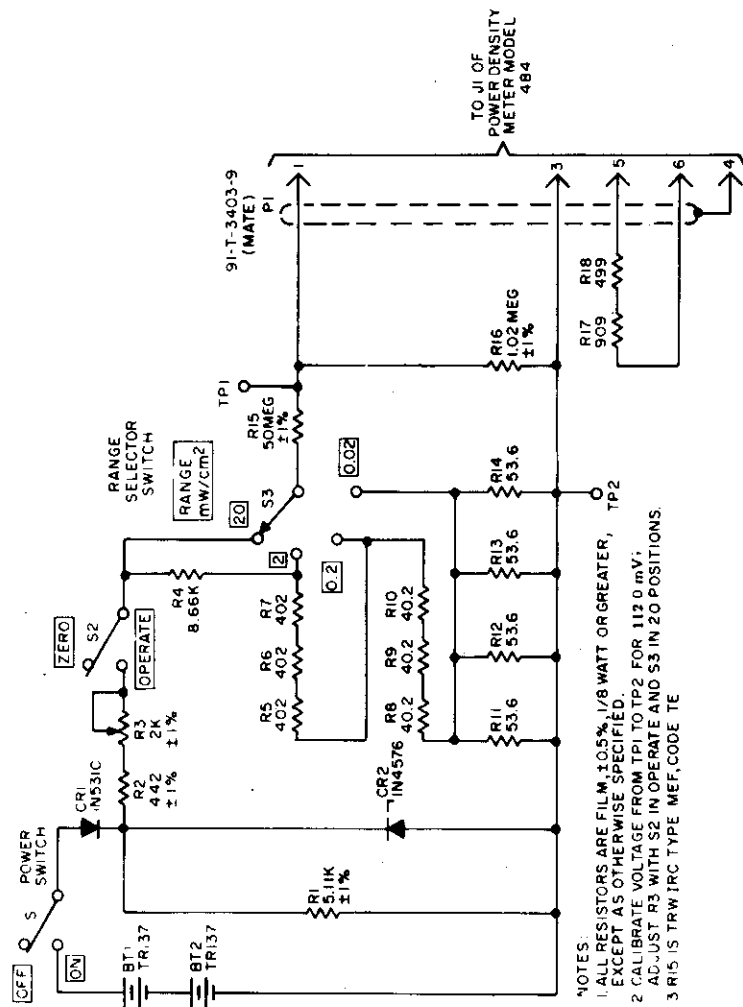 OFF
POWER
SWITCH
S
ON
BT1
TR137
BT2
TR137
CR1
1N531C
R1
5.11K
±1%
R2
442
±1%
R3
2K
±1%
CR2
1N4576
ZERO
S2
OPERATE
R4
8.66K
R5
402
R6
402
R7
402
R8
40.2
R9
40.2
R10
40.2
R11
53.6
R12
53.6
R13
53.6
R14
53.6
TP2
RANGE
SELECTOR
SWITCH
RANGE
mW/cm²
20
2
0.2
0.02
S3
TP1
R15
50MEG
±1%
R16
1.02 MEG
±1%
R17
909
R18
499
91-T-3403-9
(MATE)
P1
1
3
5
6
4
TO J1 OF
POWER DENSITY
METER MODEL
484
NOTES:
1. ALL RESISTORS ARE FILM, ±0.5%, 1/8 WATT OR GREATER,
EXCEPT AS OTHERWISE SPECIFIED.
2 CALIBRATE VOLTAGE FROM TP1 TO TP2 FOR 112 0 mV;
ADJUST R3 WITH S2 IN OPERATE AND S3 IN 20 POSITIONS.
3 R15 IS TRW IRC TYPE MEF, CODE TE